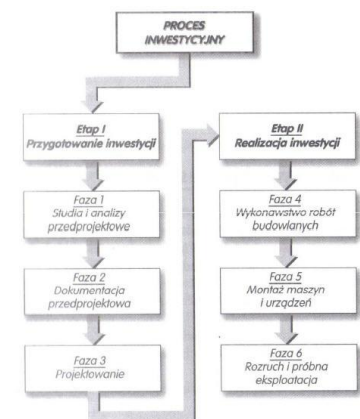 PROCES
INWESTYCYJNY
Etap I
Przygotowanie inwestycji
Faza 1
Studia i analizy
przedprojektowe
Faza 2
Dokumentacja
przedprojektowa
Faza 3
Projektowanie
Etap II
Realizacja inwestycji
Faza 4
Wykonawstwo robót
budowlanych
Faza 5
Montaż maszyn
i urządzeń
Faza 6
Rozruch i próbna
eksploatacja